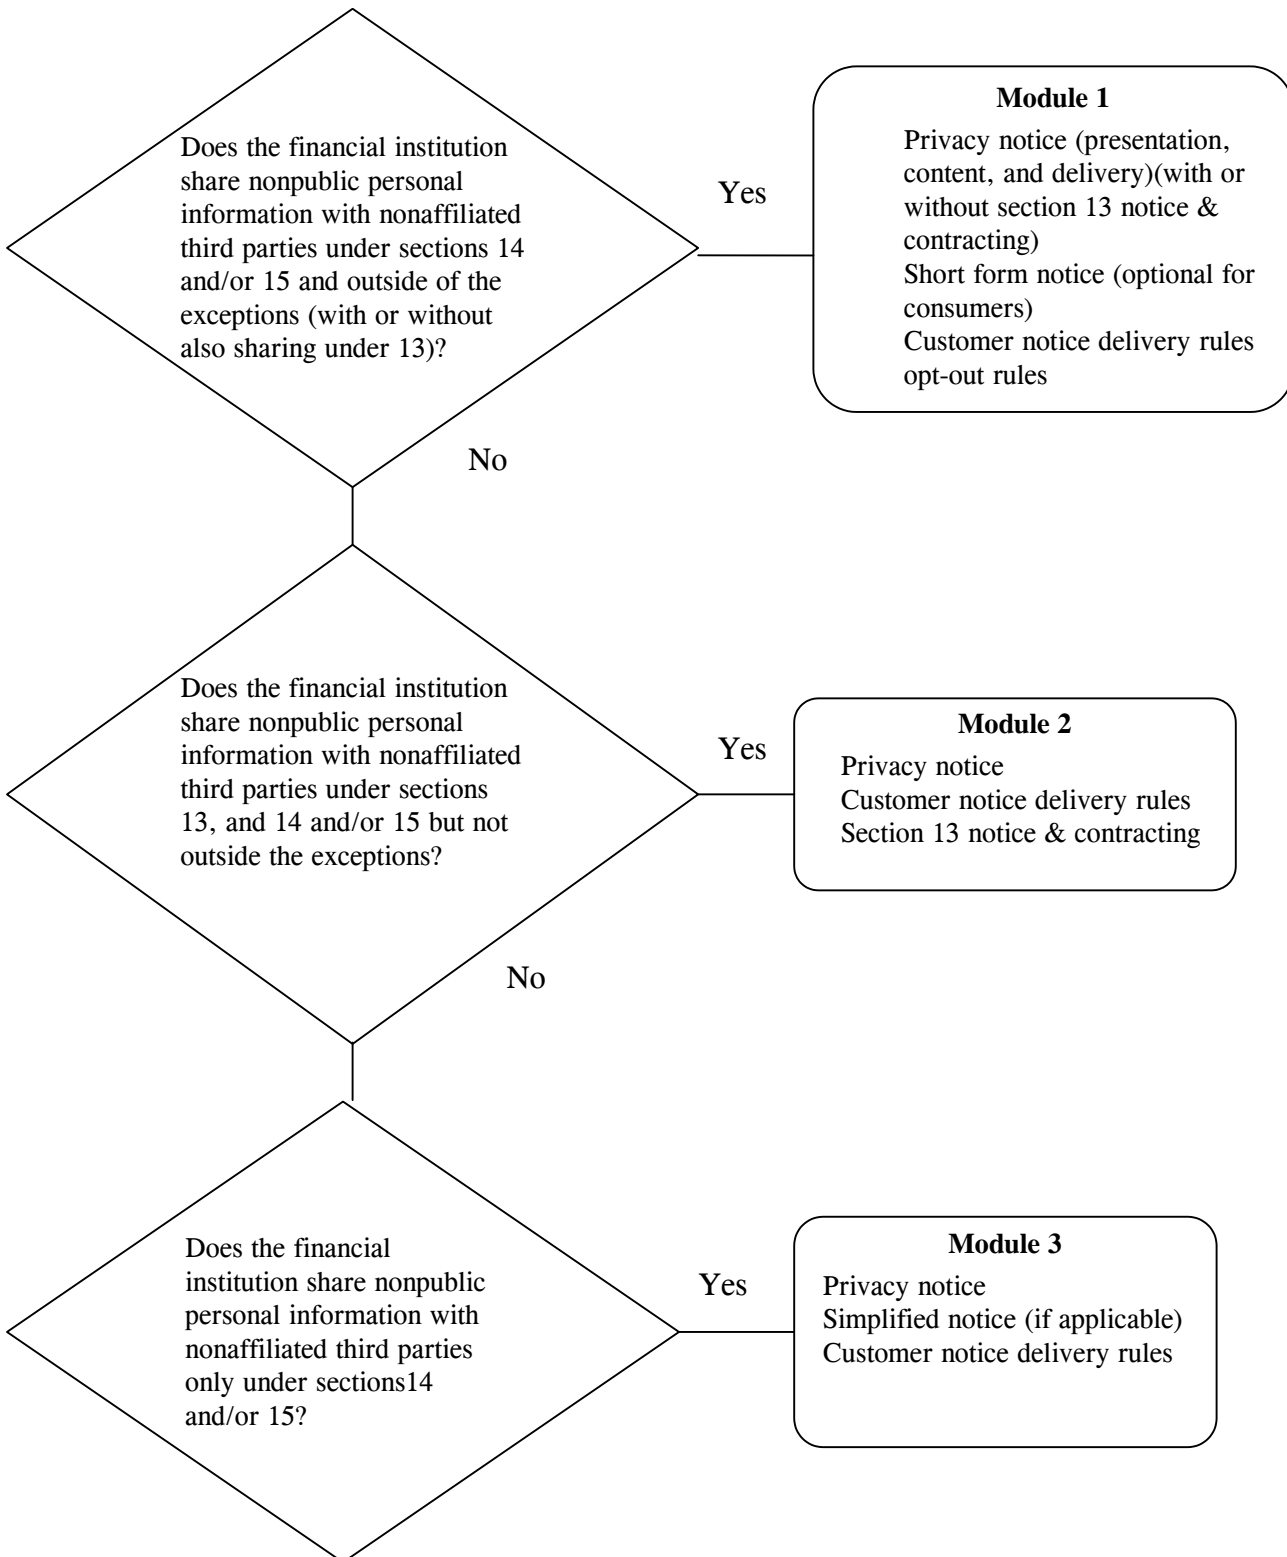 Does the financial institution
share nonpublic personal
information with nonaffiliated
third parties under sections 14
and/or 15 and outside of the
exceptions (with or without
also sharing under 13)?
Yes
Module 1
Privacy notice (presentation,
content, and delivery)(with or
without section 13 notice &
contracting)
Short form notice (optional for
consumers)
Customer notice delivery rules
opt-out rules
No
Does the financial institution
share nonpublic personal
information with nonaffiliated
third parties under sections
13, and 14 and/or 15 but not
outside the exceptions?
Yes
Module 2
Privacy notice
Customer notice delivery rules
Section 13 notice & contracting
No
Does the financial
institution share nonpublic
personal information with
nonaffiliated third parties
only under sections14
and/or 15?
Yes
Module 3
Privacy notice
Simplified notice (if applicable)
Customer notice delivery rules